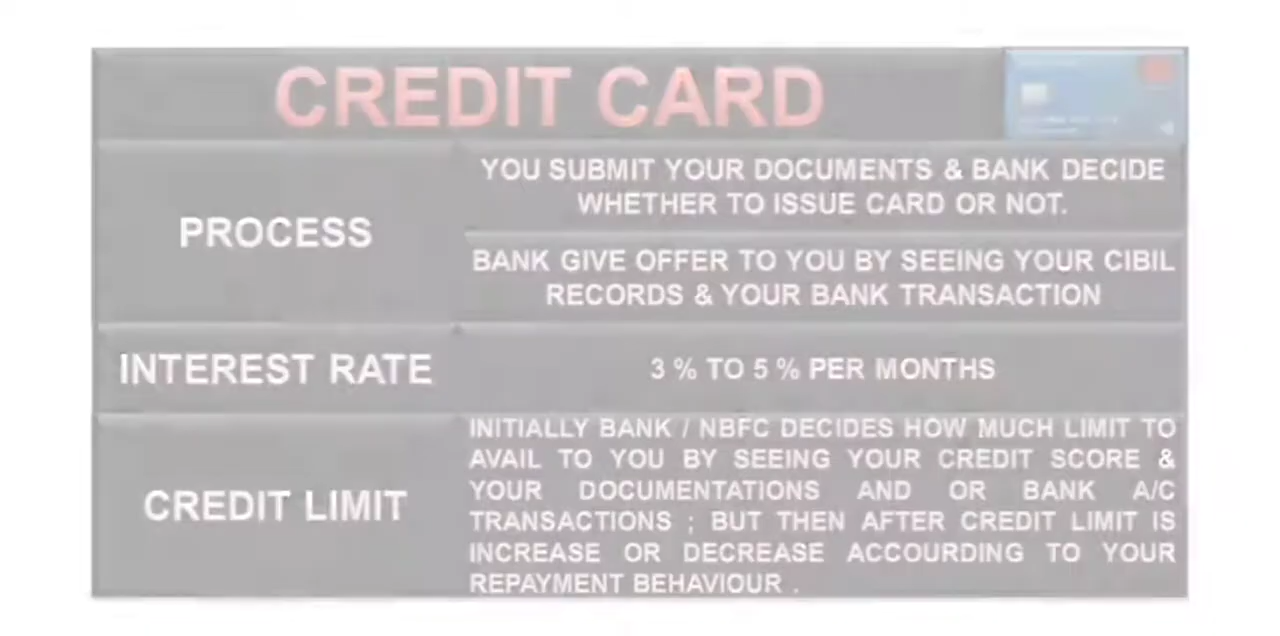 CREDIT CARD
PROCESS
YOU SUBMIT YOUR DOCUMENTS & BANK DECIDE
WHETHER TO ISSUE CARD OR NOT.
BANK GIVE OFFER TO YOU BY SEEING YOUR CIBIL
RECORDS & YOUR BANK TRANSACTION
INTEREST RATE
3 % TO 5 % PER MONTHS
CREDIT LIMIT
INITIALLY BANK / NBFC DECIDES HOW MUCH LIMIT TO
AVAIL TO YOU BY SEEING YOUR CREDIT SCORE &
YOUR DOCUMENTATIONS AND OR BANK A/C
TRANSACTIONS ; BUT THEN AFTER CREDIT LIMIT IS
INCREASE OR DECREASE ACCOURDING TO YOUR
REPAYMENT BEHAVIOUR .